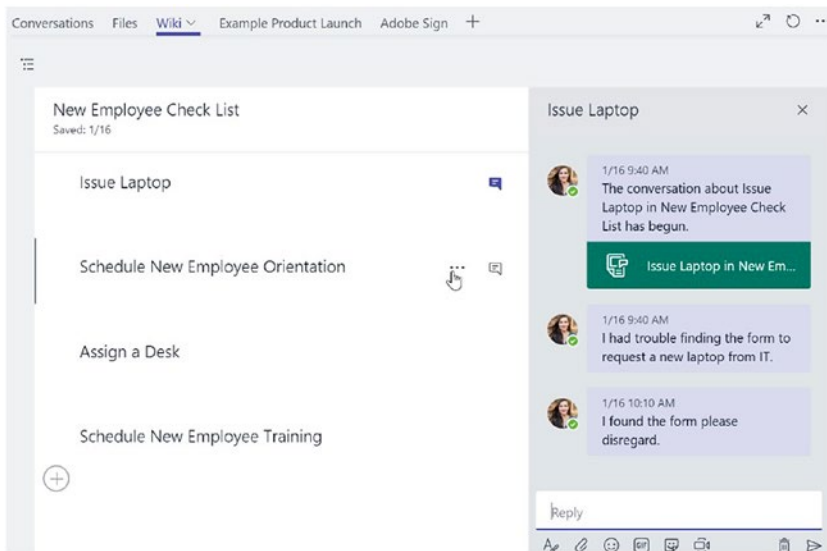 Conversations Files Wiki Example Product Launch Adobe Sign
New Employee Check List
Saved: 1/16
Issue Laptop
Schedule New Employee Orientation
Assign a Desk
Schedule New Employee Training
Issue Laptop
1/16 9:40 AM
The conversation about Issue
Laptop in New Employee Check
List has begun.
Issue Laptop in New Em...
1/16 9:40 AM
I had trouble finding the form to
request a new laptop from IT.
1/16 10:10 AM
I found the form please
disregard.
Reply
GIF